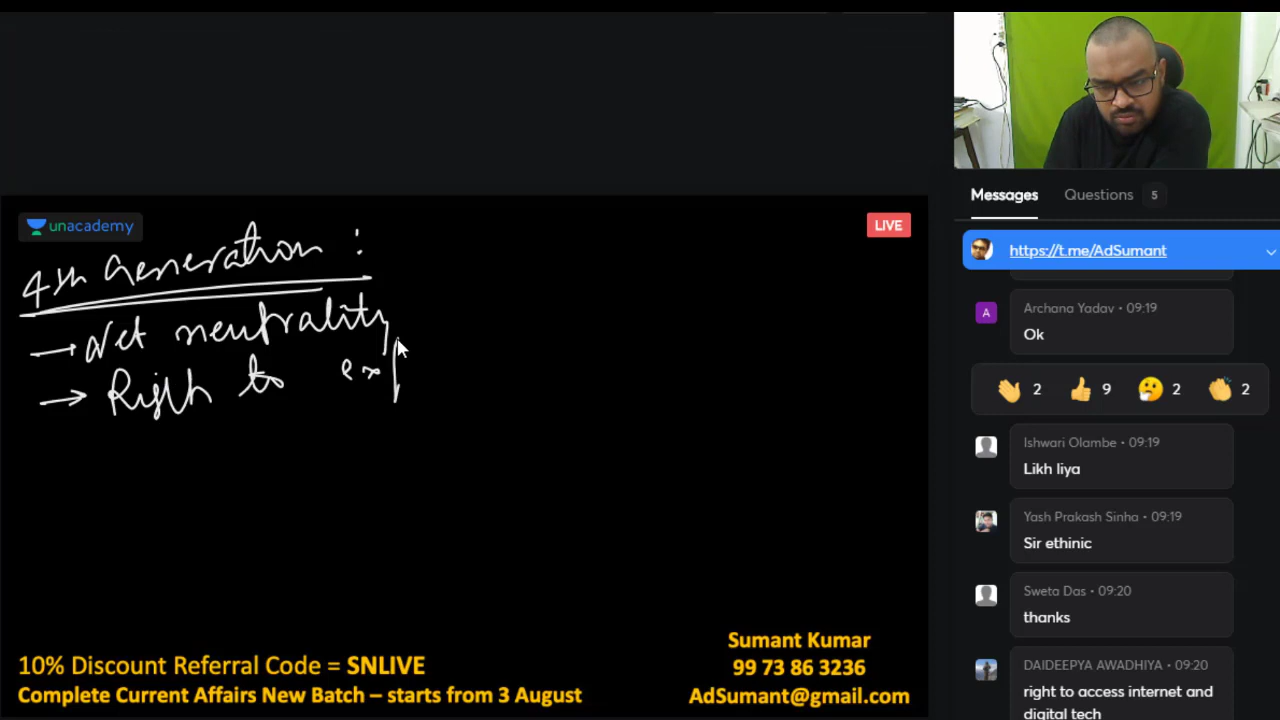 unacademy
LIVE
4th Generation :
→ Net neutrality
→ Right to exp
10% Discount Referral Code = SNLIVE
Complete Current Affairs New Batch – starts from 3 August
Sumant Kumar
99 73 86 3236
AdSumant@gmail.com
Messages
Questions 5
https://t.me/AdSumant
A
Archana Yadav • 09:19
Ok
2 9 2 2
Ishwari Olambe • 09:19
Likh liya
Yash Prakash Sinha • 09:19
Sir ethinic
Sweta Das • 09:20
thanks
DAIDEEPYA AWADHIYA • 09:20
right to access internet and
digital tech